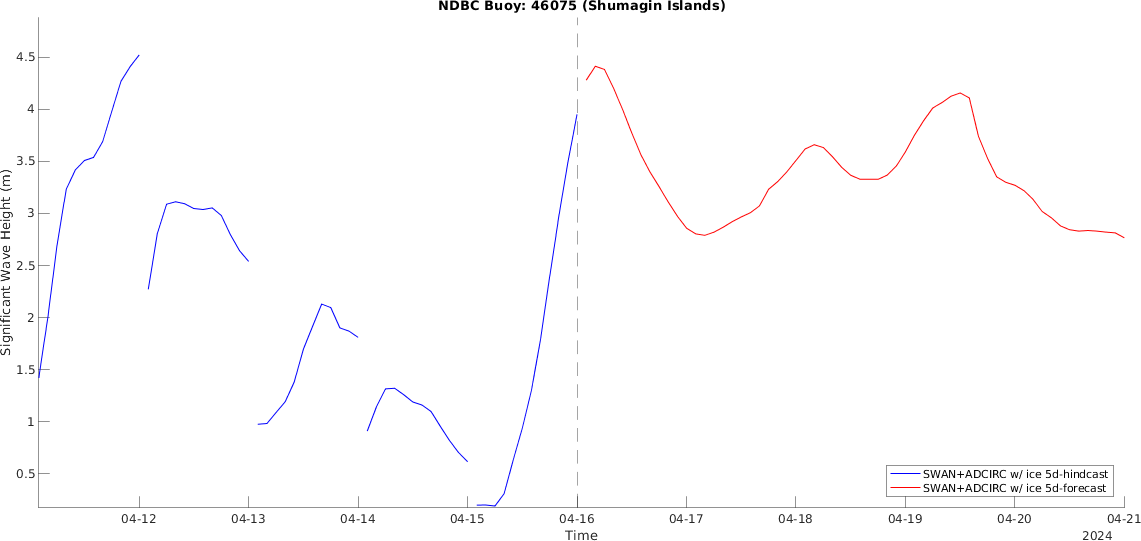 NDBC Buoy: 46075 (Shumagin Islands)
Significant Wave Height (m)
4.5
4
3.5
3
2.5
2
1.5
1
0.5
SWAN+ADCIRC w/ ice 5d-hindcast
SWAN+ADCIRC w/ ice 5d-forecast
04-12 04-13 04-14 04-15 04-16 04-17 04-18 04-19 04-20 04-21
Time
2024